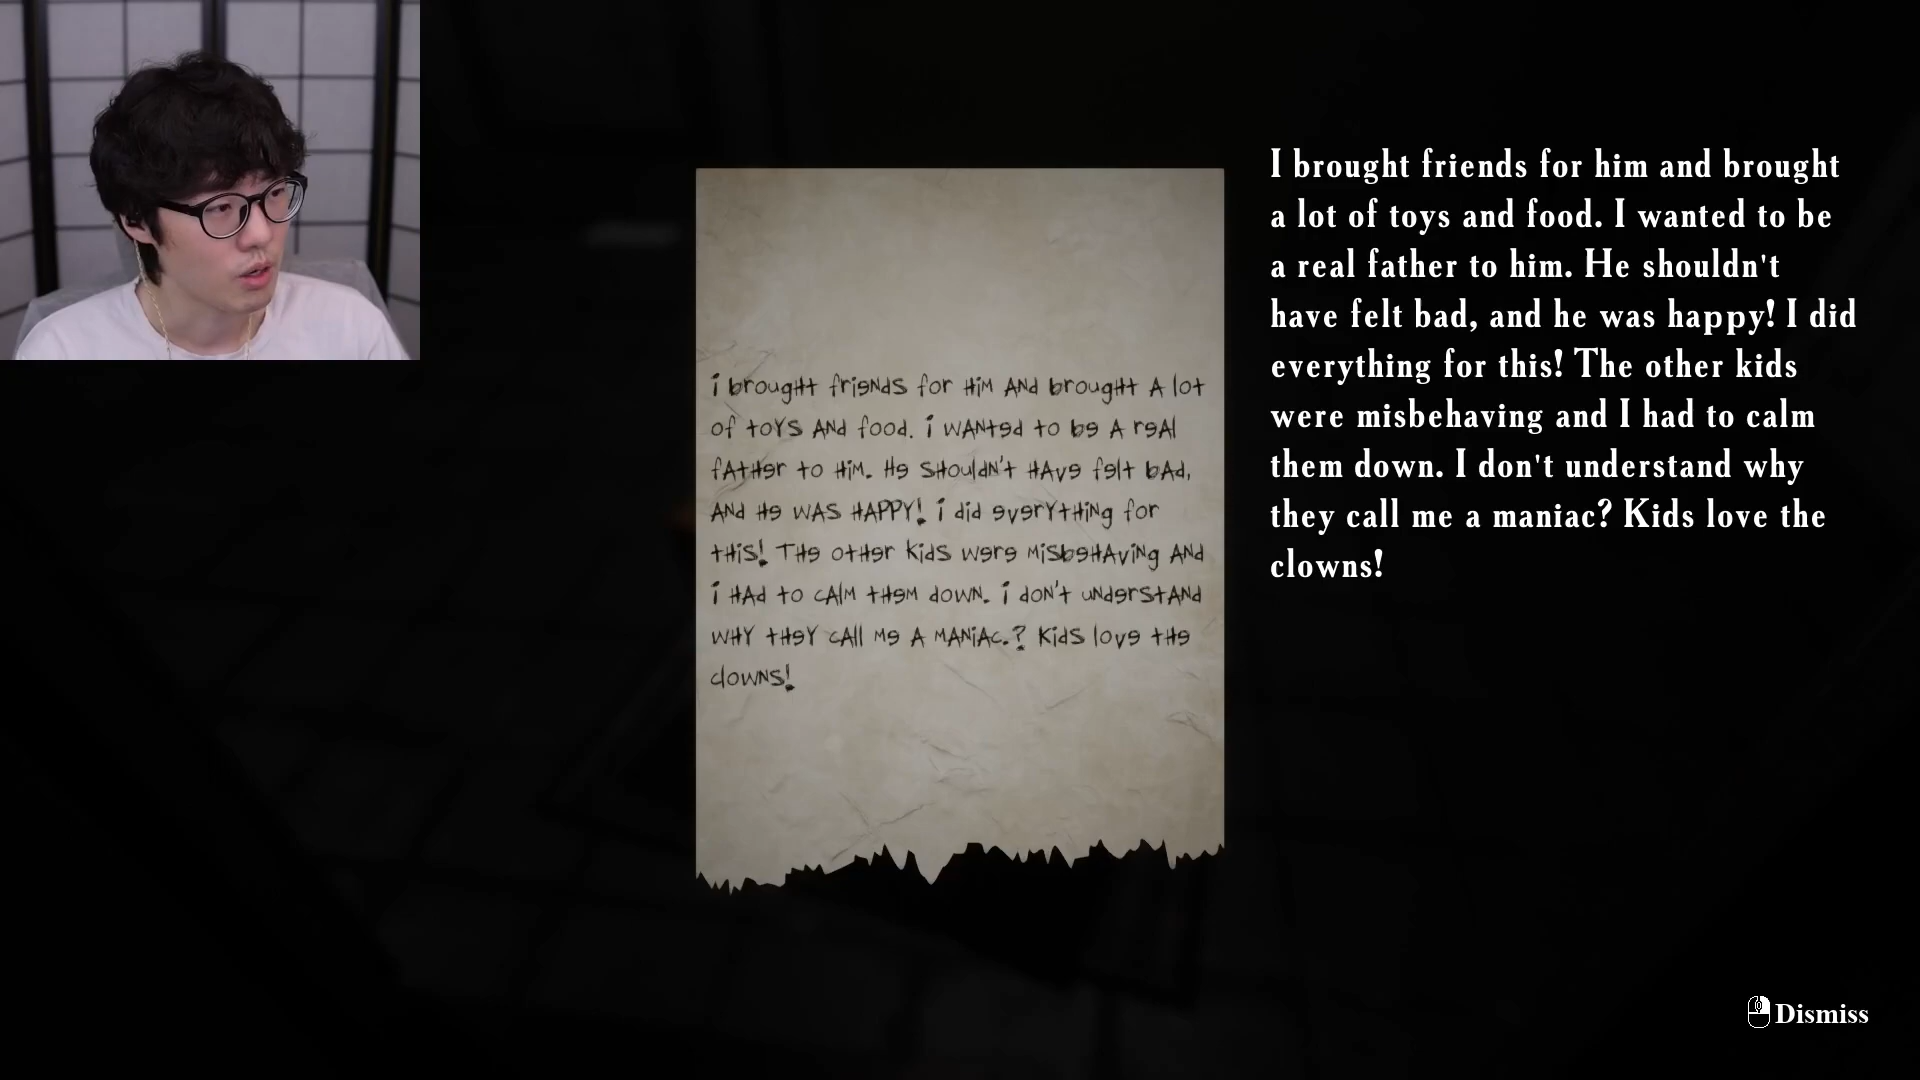 i brought friends for him and brought a lot
of toys and food. i wanted to be a real
father to him. He shouldn't have felt bad,
and he was happy! i did everything for
this! The other kids were misbehaving and
i had to calm them down. i don't understand
why they call me a maniac.? Kids love the
clowns!
I brought friends for him and brought
a lot of toys and food. I wanted to be
a real father to him. He shouldn't
have felt bad, and he was happy! I did
everything for this! The other kids
were misbehaving and I had to calm
them down. I don't understand why
they call me a maniac? Kids love the
clowns!
Dismiss